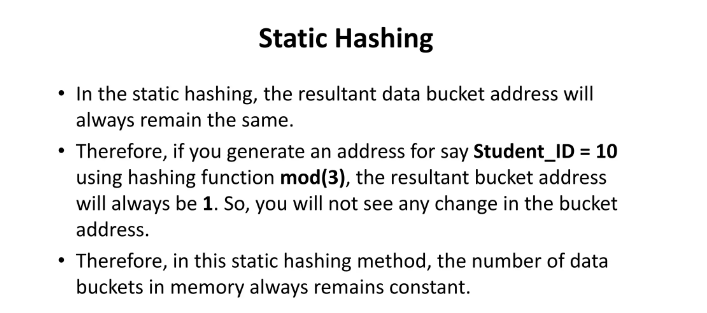 Static Hashing
• In the static hashing, the resultant data bucket address will
always remain the same.
• Therefore, if you generate an address for say Student_ID = 10
using hashing function mod(3), the resultant bucket address
will always be 1. So, you will not see any change in the bucket
address.
• Therefore, in this static hashing method, the number of data
buckets in memory always remains constant.